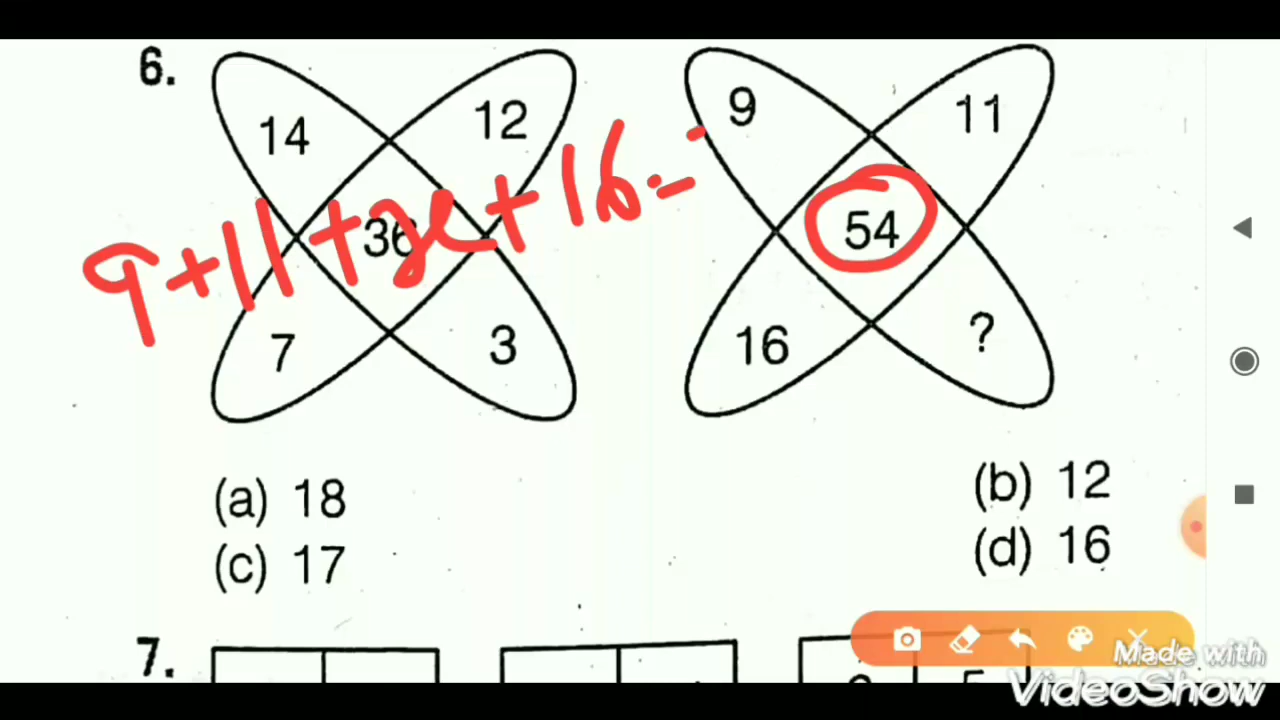 6.
14 12
36
7 3
9 11
54
16 ?
9+11+x+16=
(a) 18
(b) 12
(c) 17
(d) 16
7.
Made with
VideoShow